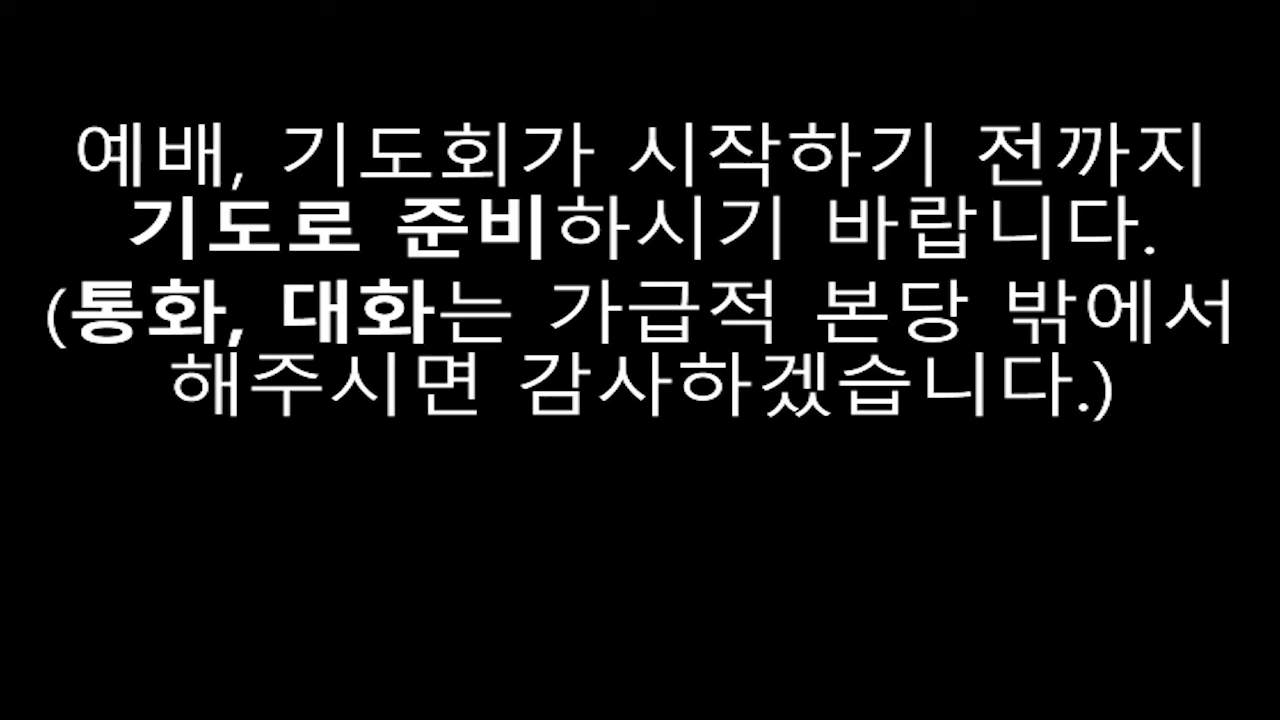 예배, 기도회가 시작하기 전까지
기도로 준비하시기 바랍니다.
(통화, 대화는 가급적 본당 밖에서
해주시면 감사하겠습니다.)